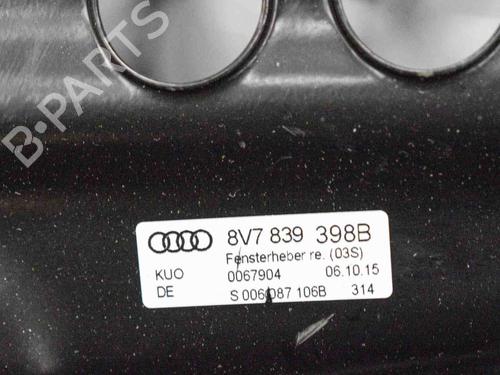 B-PARTS
8V7 839 398B
Fensterheber re. (03S)
KUO 0067904 06.10.15
DE S 006 087 106B 314